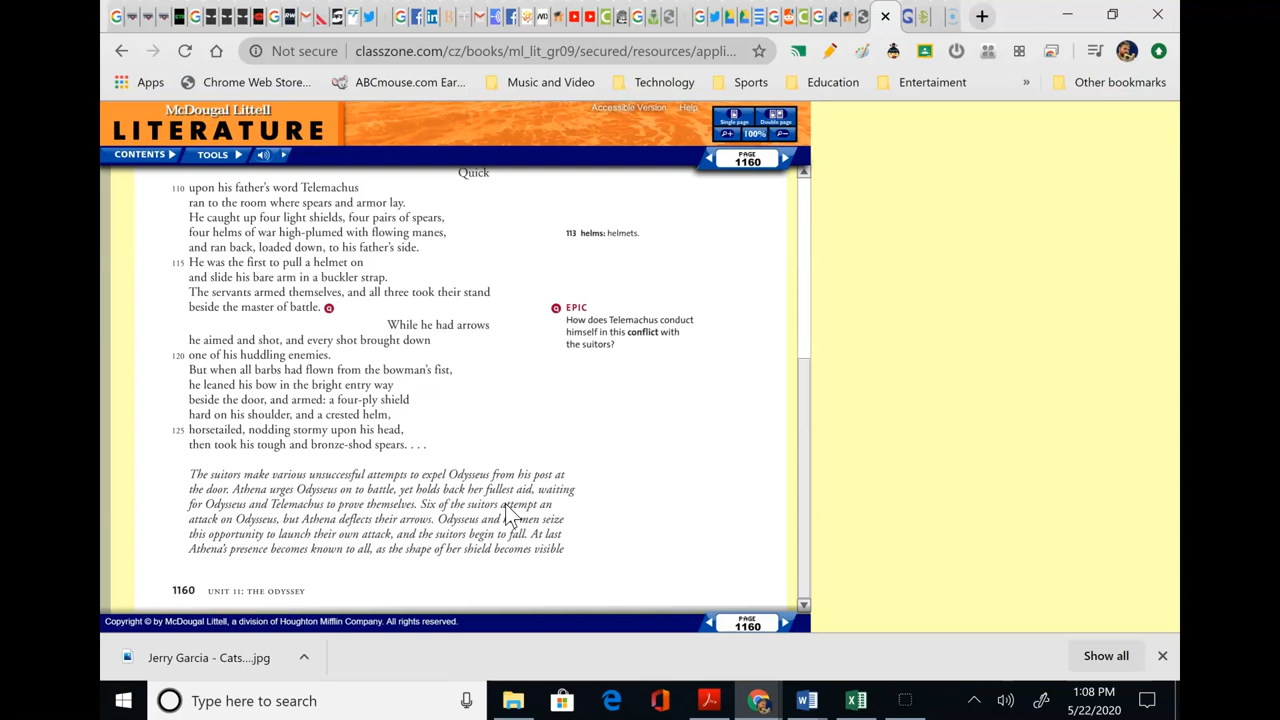 Not secure
classzone.com/cz/books/ml_lit_gr09/secured/resources/appli...
Apps
Chrome Web Store...
ABCmouse.com Ear...
Music and Video
Technology
Sports
Education
Entertaiment
»
Other bookmarks
McDougal Littell
LITERATURE
Accessible Version
Help
Single page
Double page
100%
CONTENTS
TOOLS
PAGE
1160
Quick
110 upon his father's word Telemachus
ran to the room where spears and armor lay.
He caught up four light shields, four pairs of spears,
four helms of war high-plumed with flowing manes,
and ran back, loaded down, to his father's side.
115 He was the first to pull a helmet on
and slide his bare arm in a buckler strap.
The servants armed themselves, and all three took their stand
beside the master of battle. Q
While he had arrows
he aimed and shot, and every shot brought down
120 one of his huddling enemies.
But when all barbs had flown from the bowman's fist,
he leaned his bow in the bright entry way
beside the door, and armed: a four-ply shield
hard on his shoulder, and a crested helm,
125 horsetailed, nodding stormy upon his head,
then took his tough and bronze-shod spears. . . .
113 helms: helmets.
Q EPIC
How does Telemachus conduct
himself in this conflict with
the suitors?
The suitors make various unsuccessful attempts to expel Odysseus from his post at
the door. Athena urges Odysseus on to battle, yet holds back her fullest aid, waiting
for Odysseus and Telemachus to prove themselves. Six of the suitors attempt an
attack on Odysseus, but Athena deflects their arrows. Odysseus and men seize
this opportunity to launch their own attack, and the suitors begin to fall. At last
Athena's presence becomes known to all, as the shape of her shield becomes visible
1160 UNIT 11: THE ODYSSEY
Copyright © by McDougal Littell, a division of Houghton Mifflin Company. All rights reserved.
PAGE
1160
Jerry Garcia - Cats....jpg
Show all
Type here to search
1:08 PM
5/22/2020